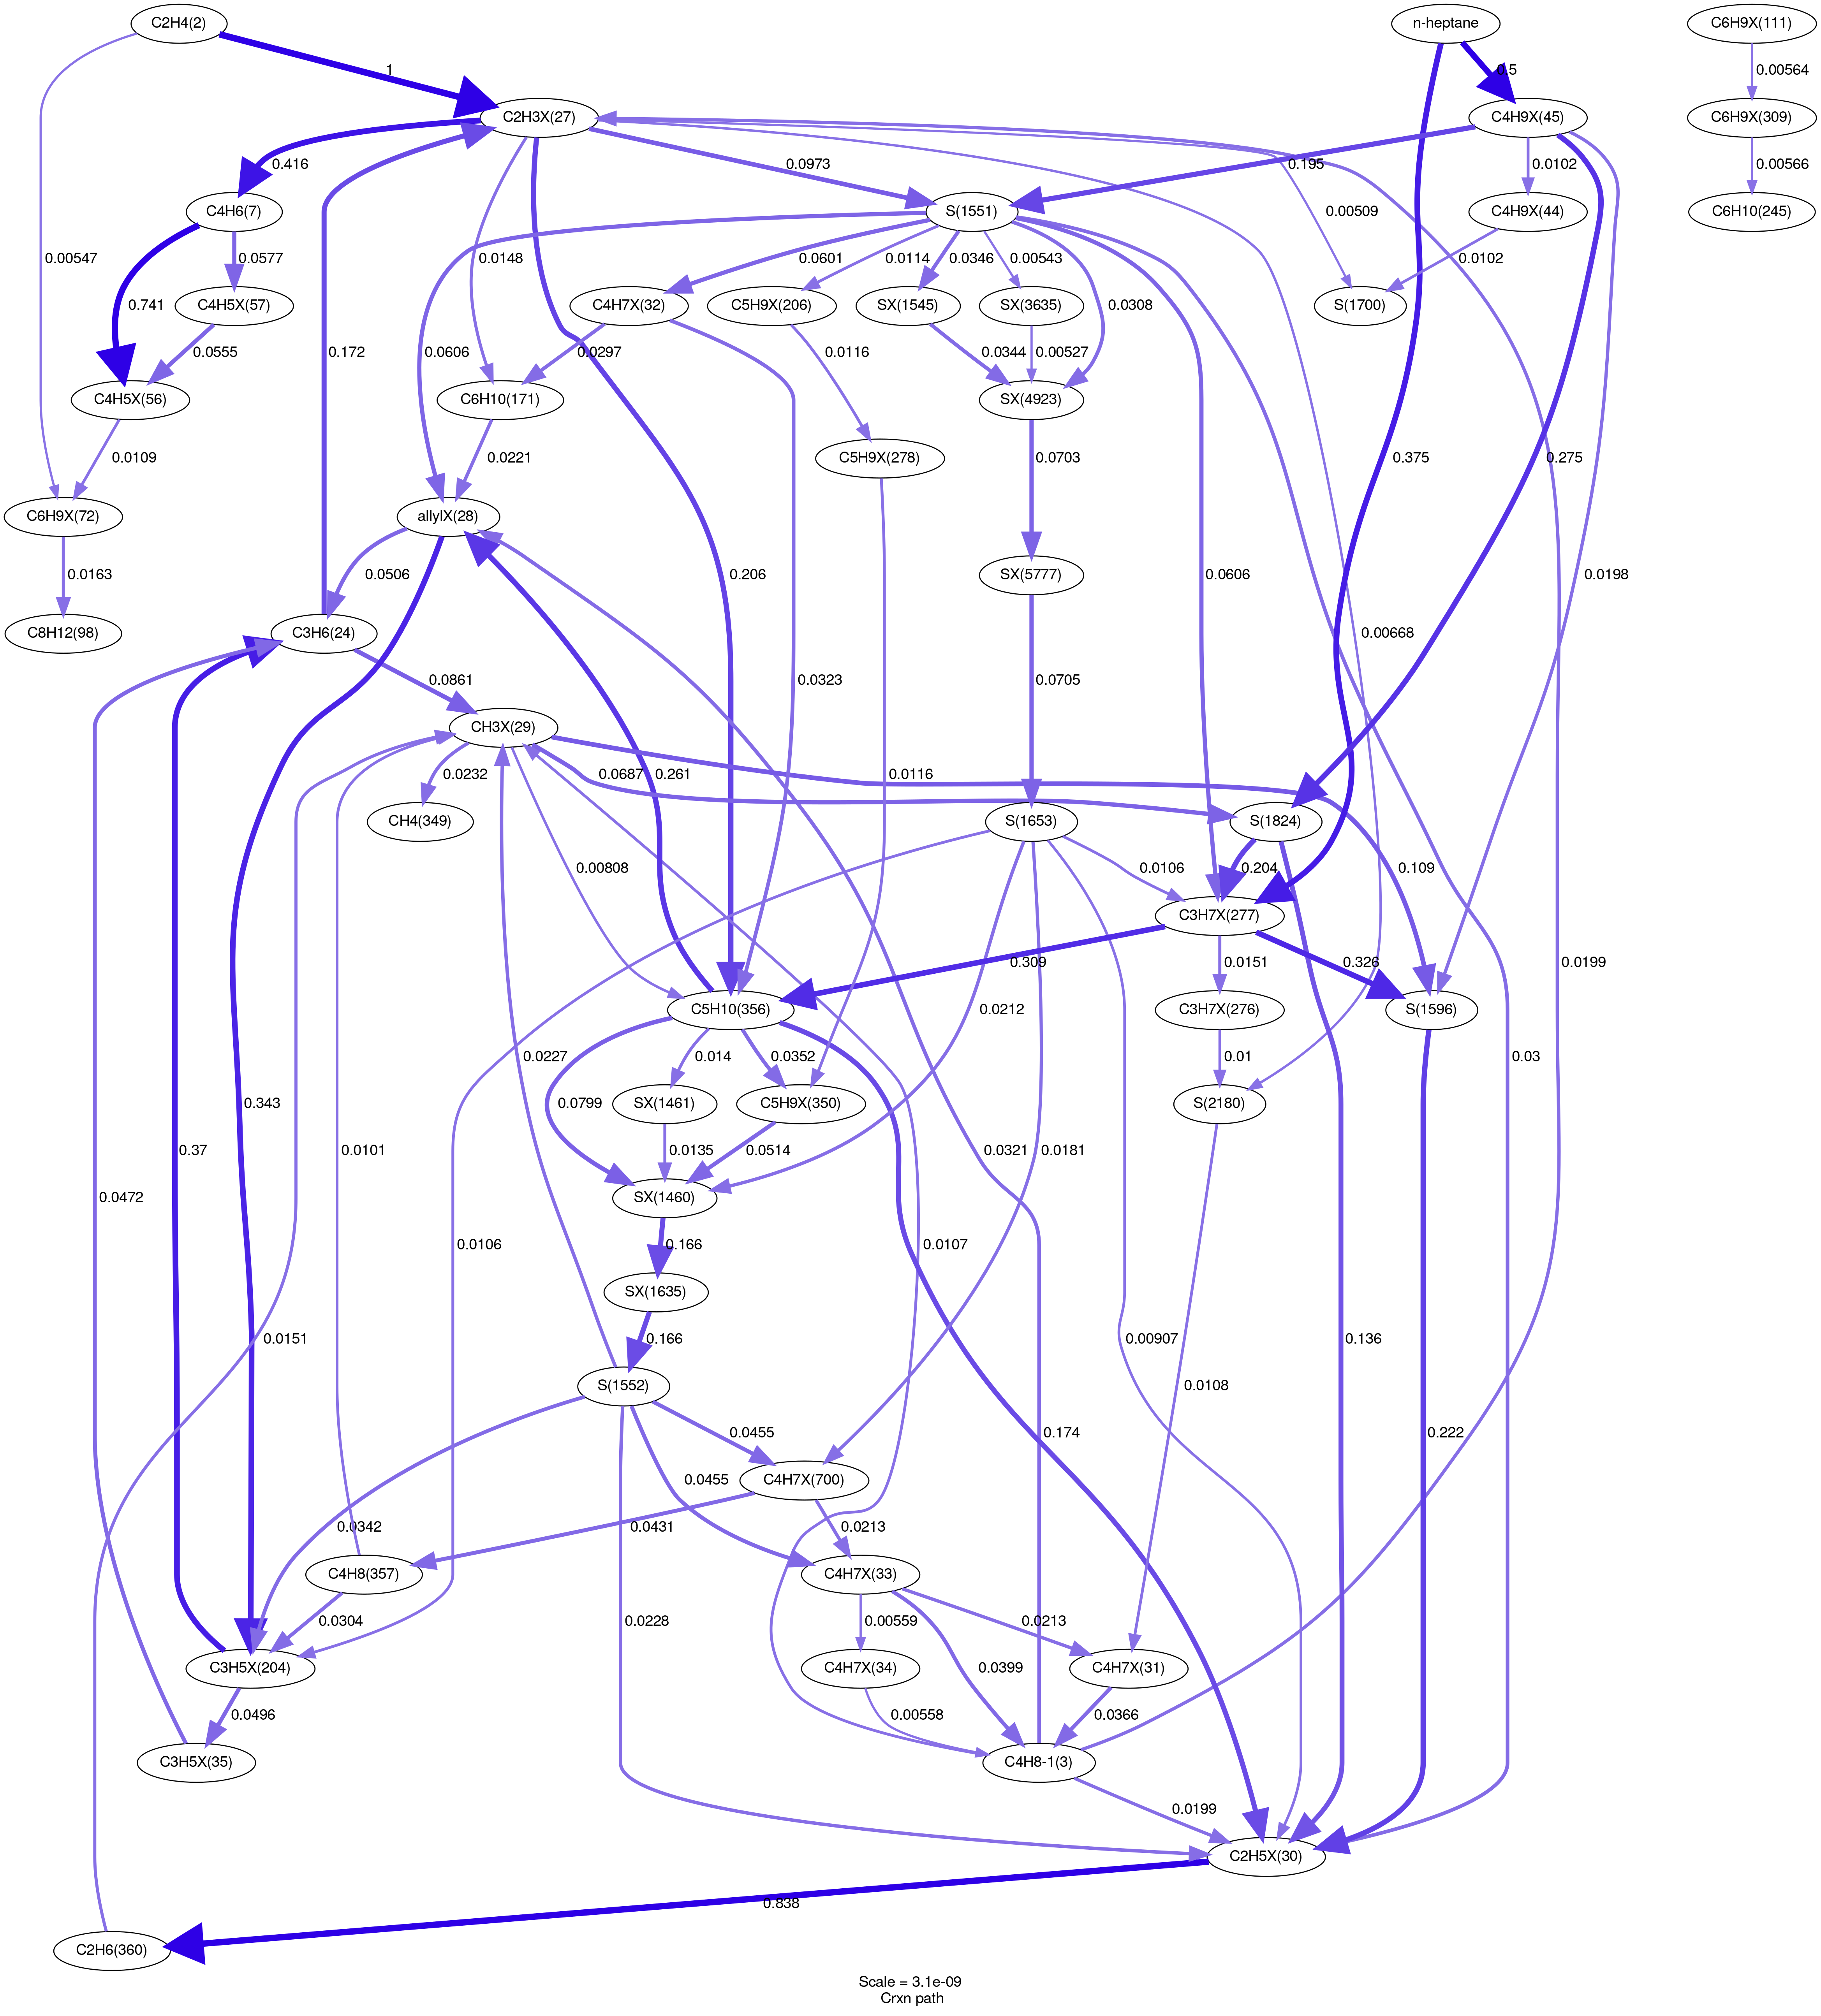 C2H4(2)
n-heptane
C6H9X(111)
1
0.5
0.00564
C2H3X(27)
C4H9X(45)
C6H9X(309)
0.416
0.0973
0.195
0.0102
0.00566
C4H6(7)
S(1551)
C4H9X(44)
C6H10(245)
0.00547
0.0577
0.0148
0.0601
0.0114
0.0346
0.00543
0.00509
0.0102
0.741
C4H5X(57)
C4H7X(32)
C5H9X(206)
SX(1545)
SX(3635)
0.0308
S(1700)
0.0555
0.172
0.0606
0.0297
0.0116
0.0344
0.00527
C4H5X(56)
C6H10(171)
SX(4923)
0.0109
0.0221
C5H9X(278)
0.0703
0.375
0.275
C6H9X(72)
allylX(28)
0.0163
0.0506
0.206
SX(5777)
0.0606
0.0198
C8H12(98)
C3H6(24)
0.00668
0.0861
0.0323
0.0705
CH3X(29)
0.0232
0.0687
0.261
0.0116
CH4(349)
S(1653)
S(1824)
0.00808
0.0106
0.204
0.109
C3H7X(277)
0.309
0.0151
0.326
0.0199
C5H10(356)
0.0212
C3H7X(276)
S(1596)
0.0227
0.014
0.0352
0.01
0.03
0.343
0.0799
SX(1461)
C5H9X(350)
S(2180)
0.37
0.0101
0.0135
0.0514
0.0321
0.0181
0.0472
SX(1460)
0.0106
0.166
0.0107
SX(1635)
0.0151
0.166
0.00907
0.136
S(1552)
0.0108
0.0455
0.174
0.222
0.0455
C4H7X(700)
0.0342
0.0431
0.0213
C4H8(357)
C4H7X(33)
0.0304
0.0228
0.00559
0.0213
C3H5X(204)
C4H7X(34)
0.0399
C4H7X(31)
0.0496
0.00558
0.0366
C3H5X(35)
C4H8-1(3)
0.0199
C2H5X(30)
0.838
C2H6(360)
Scale = 3.1e-09
Crxn path